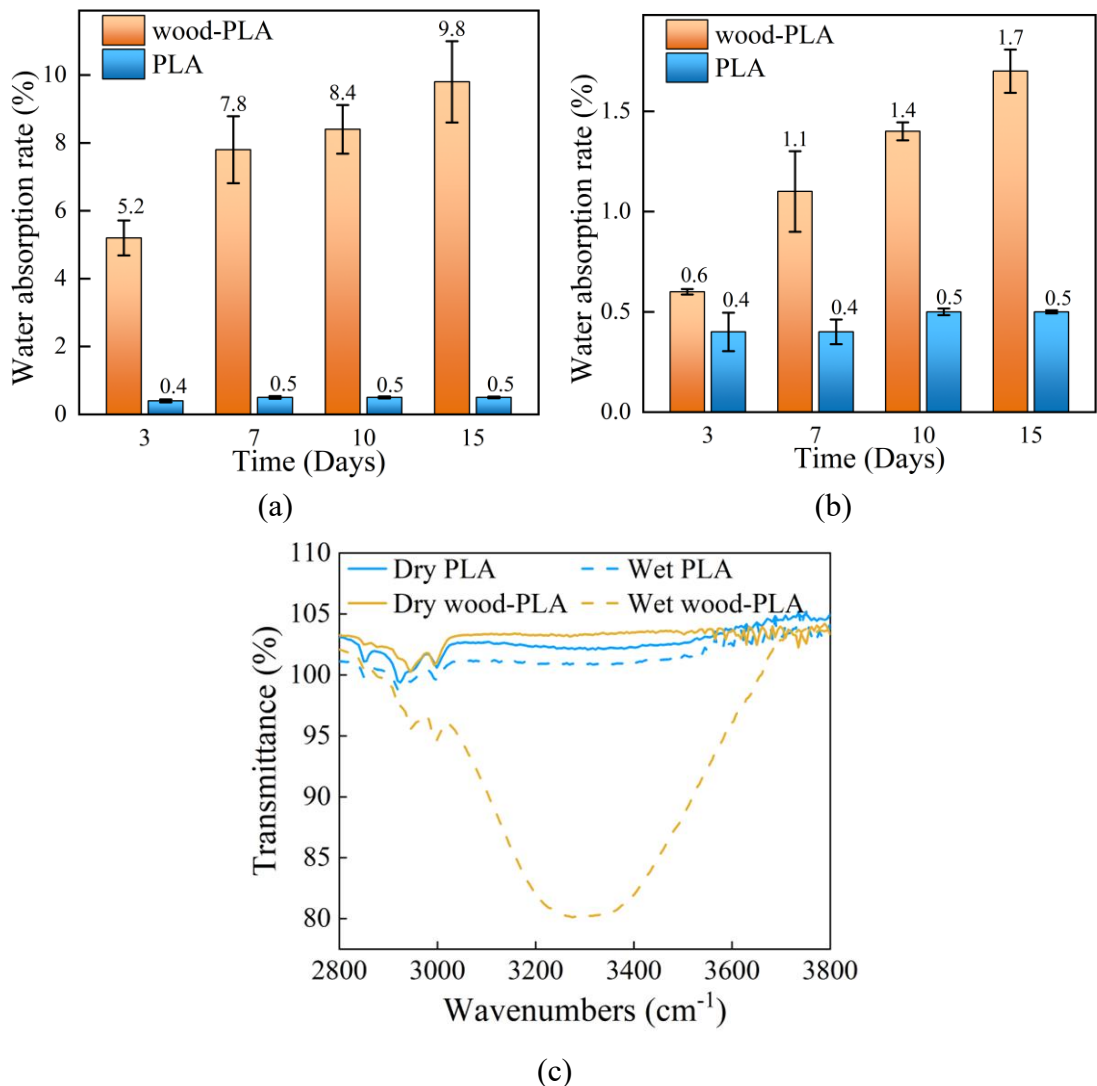 wood-PLA
PLA
Water absorption rate (%)
10
8
6
4
2
0
5.2
0.4
7.8
0.5
8.4
0.5
9.8
0.5
3
7
10
15
Time (Days)
(a)
wood-PLA
PLA
Water absorption rate (%)
1.5
1.0
0.5
0.0
0.6
0.4
1.1
0.4
1.4
0.5
1.7
0.5
3
7
10
15
Time (Days)
(b)
Dry PLA
Wet PLA
Dry wood-PLA
Wet wood-PLA
Transmittance (%)
110
105
100
95
90
85
80
2800
3000
3200
3400
3600
3800
Wavenumbers (cm⁻¹)
(c)